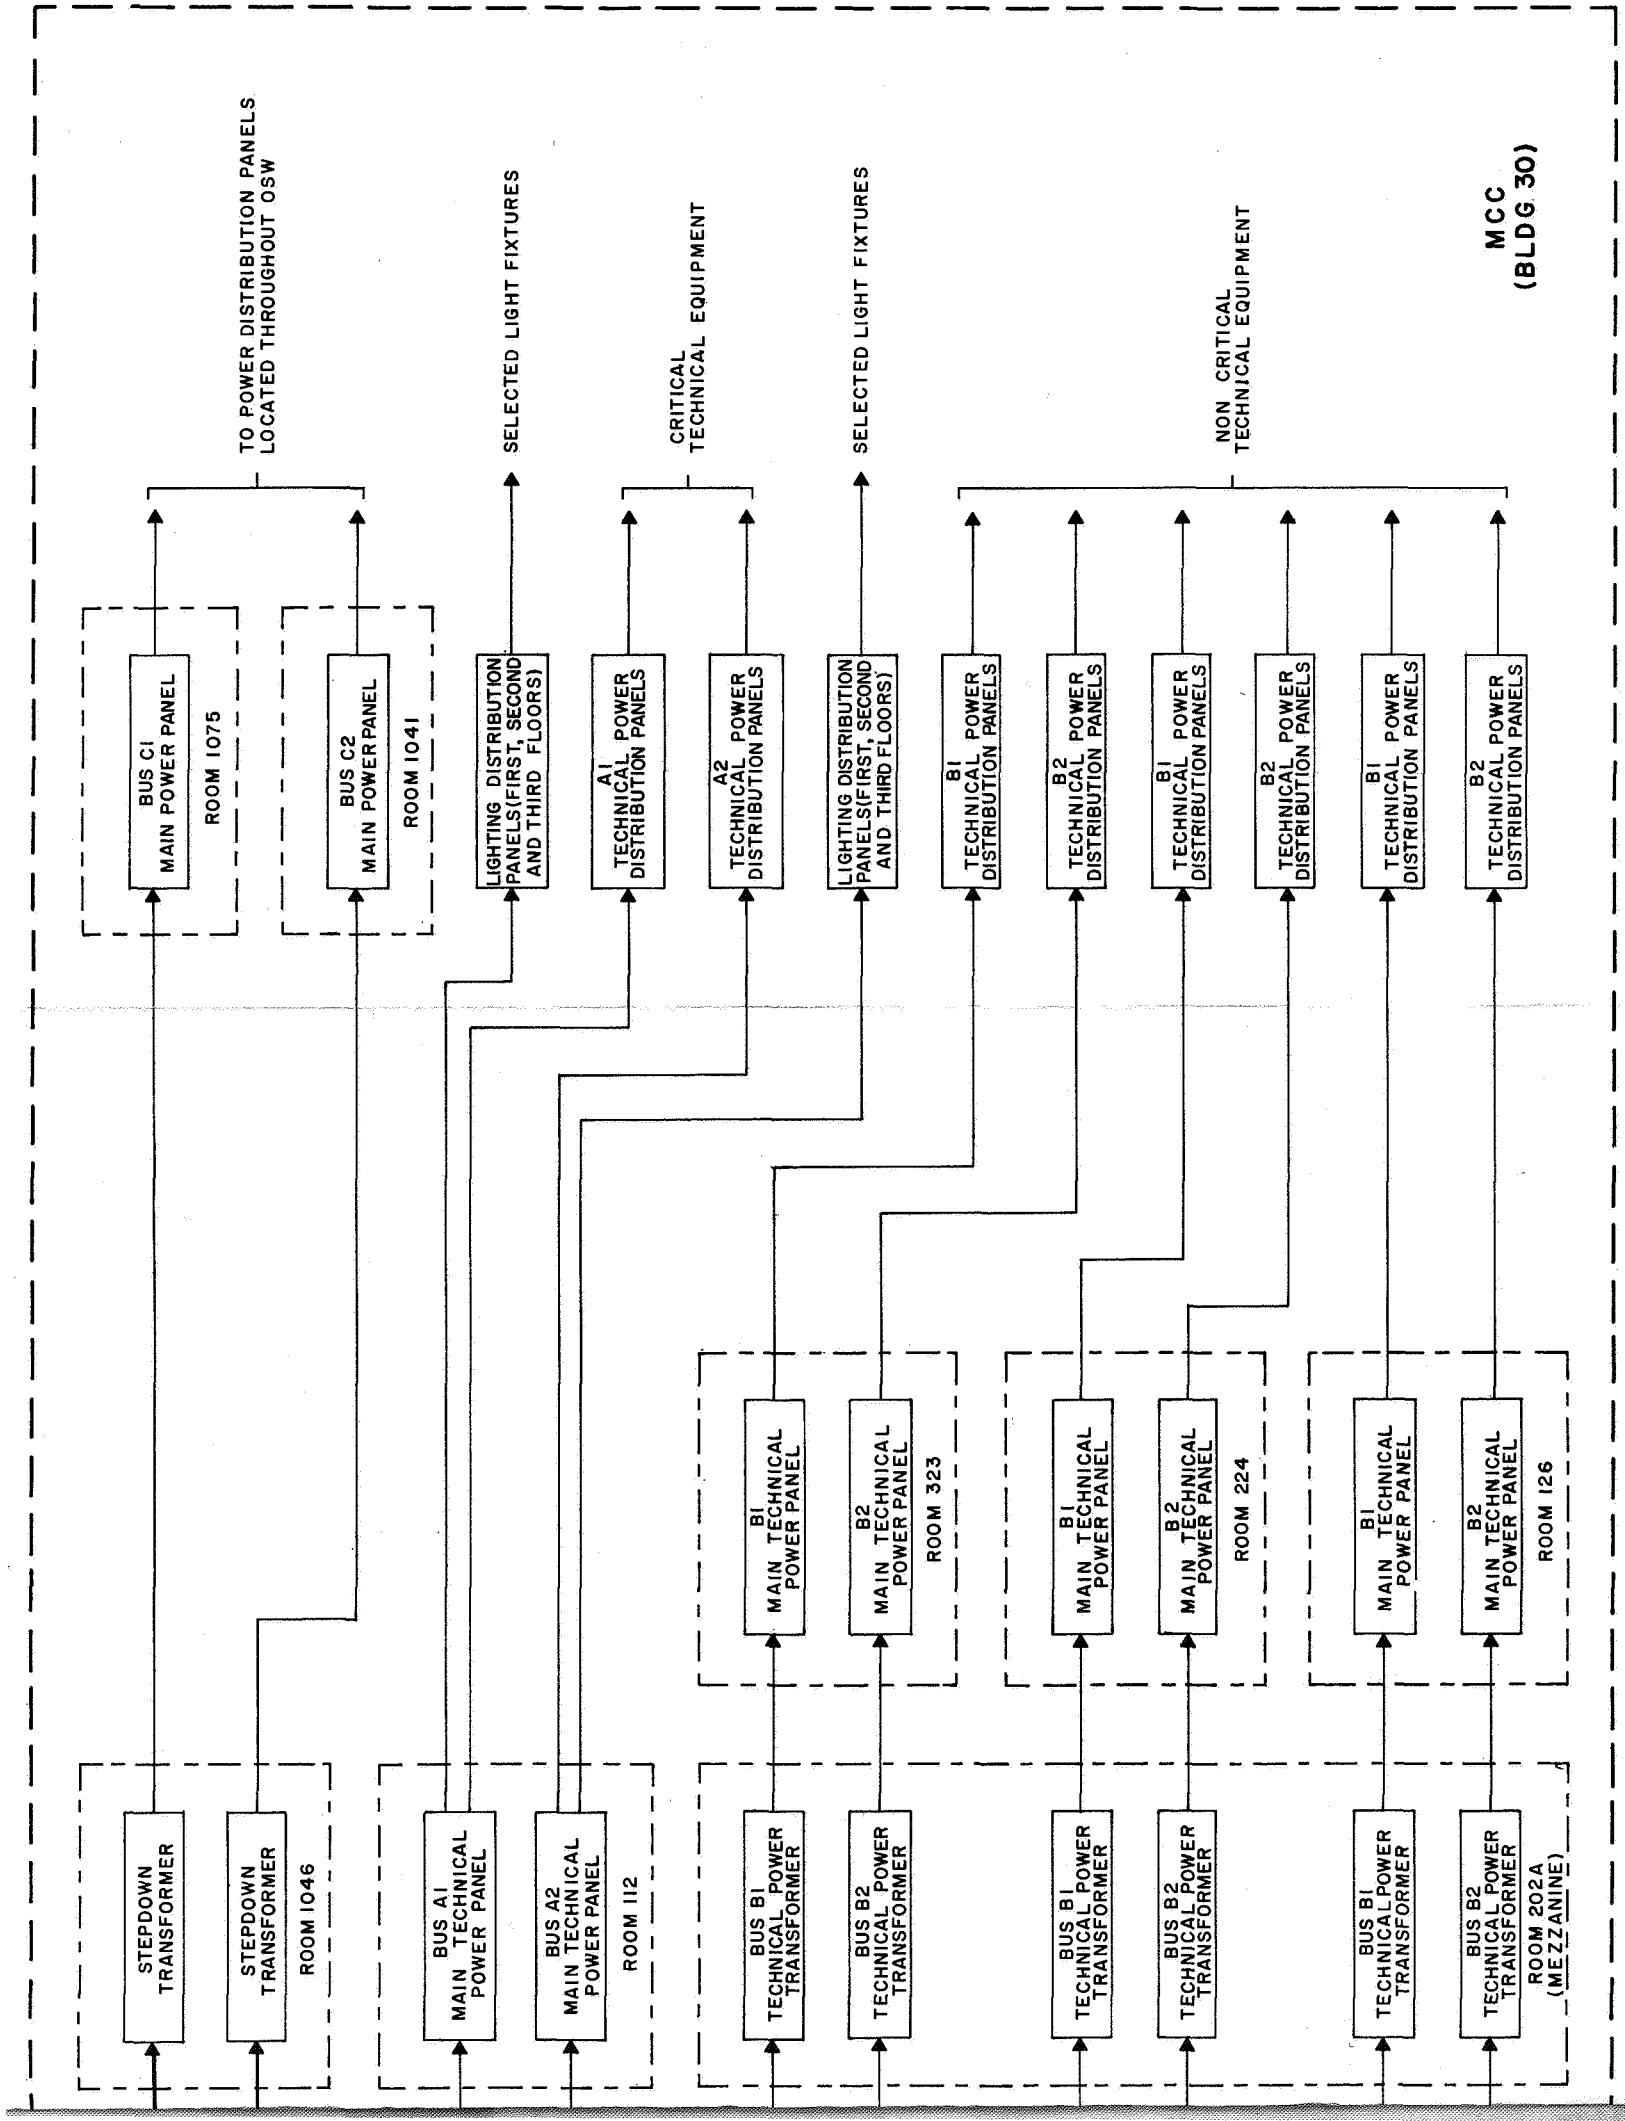 STEPDOWN
TRANSFORMER
STEPDOWN
TRANSFORMER
ROOM 1046
BUS C1
MAIN POWER PANEL
ROOM 1075
BUS C2
MAIN POWER PANEL
ROOM 1041
TO POWER DISTRIBUTION PANELS
LOCATED THROUGHOUT OSW
BUS A1
MAIN TECHNICAL
POWER PANEL
BUS A2
MAIN TECHNICAL
POWER PANEL
ROOM 112
LIGHTING DISTRIBUTION
PANELS(FIRST, SECOND
AND THIRD FLOORS)
SELECTED LIGHT FIXTURES
A1
TECHNICAL POWER
DISTRIBUTION PANELS
A2
TECHNICAL POWER
DISTRIBUTION PANELS
CRITICAL
TECHNICAL EQUIPMENT
LIGHTING DISTRIBUTION
PANELS(FIRST, SECOND
AND THIRD FLOORS)
SELECTED LIGHT FIXTURES
BUS B1
TECHNICAL POWER
TRANSFORMER
BUS B2
TECHNICAL POWER
TRANSFORMER
BUS B1
TECHNICAL POWER
TRANSFORMER
BUS B2
TECHNICAL POWER
TRANSFORMER
BUS B1
TECHNICAL POWER
TRANSFORMER
BUS B2
TECHNICAL POWER
TRANSFORMER
ROOM 202A
(MEZZANINE)
B1
MAIN TECHNICAL
POWER PANEL
B2
MAIN TECHNICAL
POWER PANEL
ROOM 323
B1
MAIN TECHNICAL
POWER PANEL
B2
MAIN TECHNICAL
POWER PANEL
ROOM 224
B1
MAIN TECHNICAL
POWER PANEL
B2
MAIN TECHNICAL
POWER PANEL
ROOM 126
B1
TECHNICAL POWER
DISTRIBUTION PANELS
B2
TECHNICAL POWER
DISTRIBUTION PANELS
B1
TECHNICAL POWER
DISTRIBUTION PANELS
B2
TECHNICAL POWER
DISTRIBUTION PANELS
B1
TECHNICAL POWER
DISTRIBUTION PANELS
B2
TECHNICAL POWER
DISTRIBUTION PANELS
NON CRITICAL
TECHNICAL EQUIPMENT
MCC
(BLDG. 30)